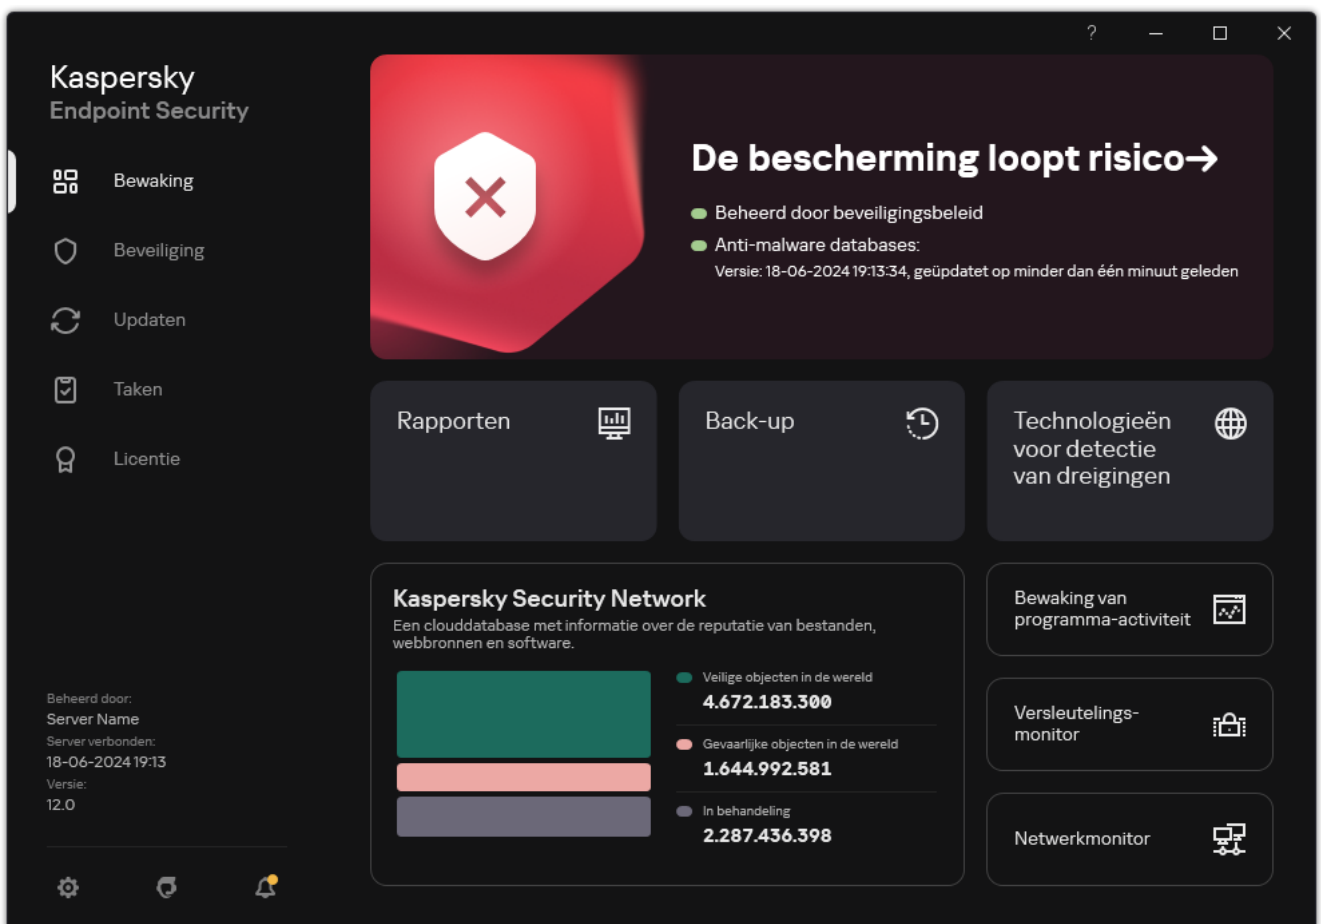 ?
Kaspersky
Endpoint Security
Bewaking
Beveiliging
Updaten
Taken
Licentie
Beheerd door:
Server Name
Server verbonden:
18-06-2024 19:13
Versie:
12.0
De bescherming loopt risico→
Beheerd door beveiligingsbeleid
Anti-malware databases:
Versie: 18-06-2024 19:13:34, geüpdatet op minder dan één minuut geleden
Rapporten
Back-up
Technologieën
voor detectie
van dreigingen
Kaspersky Security Network
Een clouddatabase met informatie over de reputatie van bestanden,
webbronnen en software.
Veilige objecten in de wereld
4.672.183.300
Gevaarlijke objecten in de wereld
1.644.992.581
In behandeling
2.287.436.398
Bewaking van
programma-activiteit
Versleutelings-
monitor
Netwerkmonitor